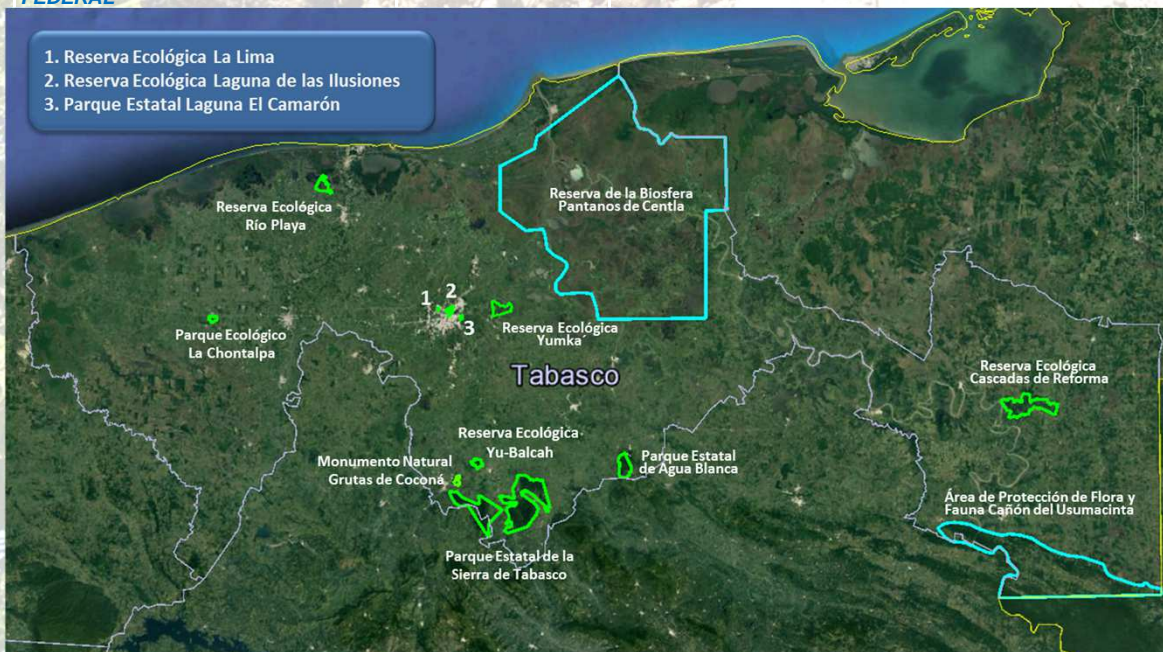 FEDERAL
1. Reserva Ecológica La Lima
2. Reserva Ecológica Laguna de las Ilusiones
3. Parque Estatal Laguna El Camarón
Reserva de la Biosfera
Pantanos de Centla
Reserva Ecológica
Río Playa
1
2
3
Reserva Ecológica
Yumka´
Parque Ecológico
La Chontalpa
Tabasco
Reserva Ecológica
Cascadas de Reforma
Reserva Ecológica
Yu-Balcah
Monumento Natural
Grutas de Coconá
Parque Estatal
de Agua Blanca
Área de Protección de Flora y
Fauna Cañón del Usumacinta
Parque Estatal de la
Sierra de Tabasco